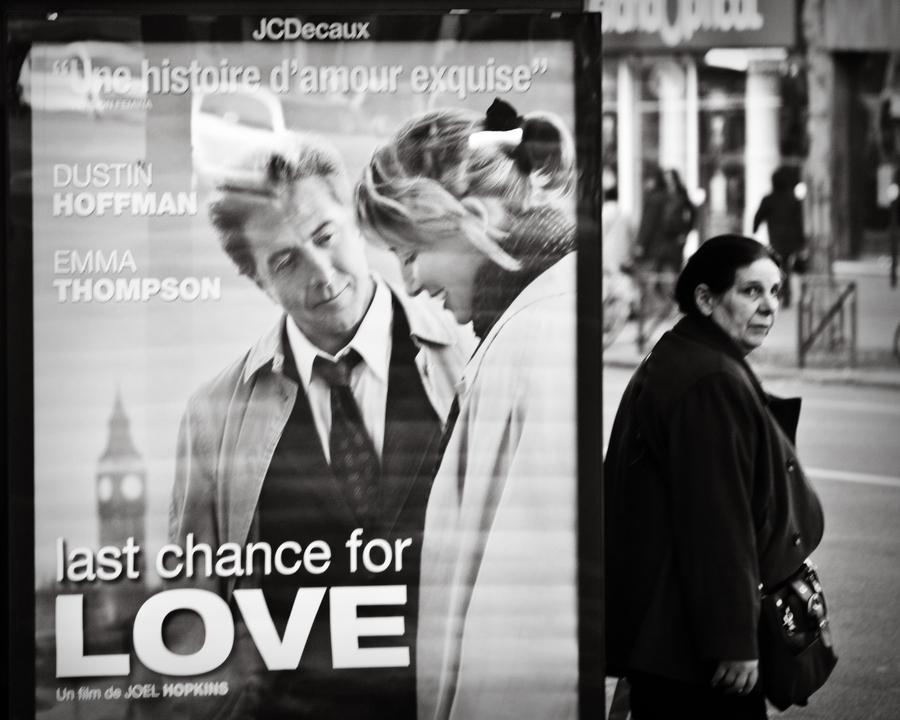 JCDecaux
“Une histoire d’amour exquise”
DUSTIN
HOFFMAN
EMMA
THOMPSON
last chance for
LOVE
Un film de JOEL HOPKINS